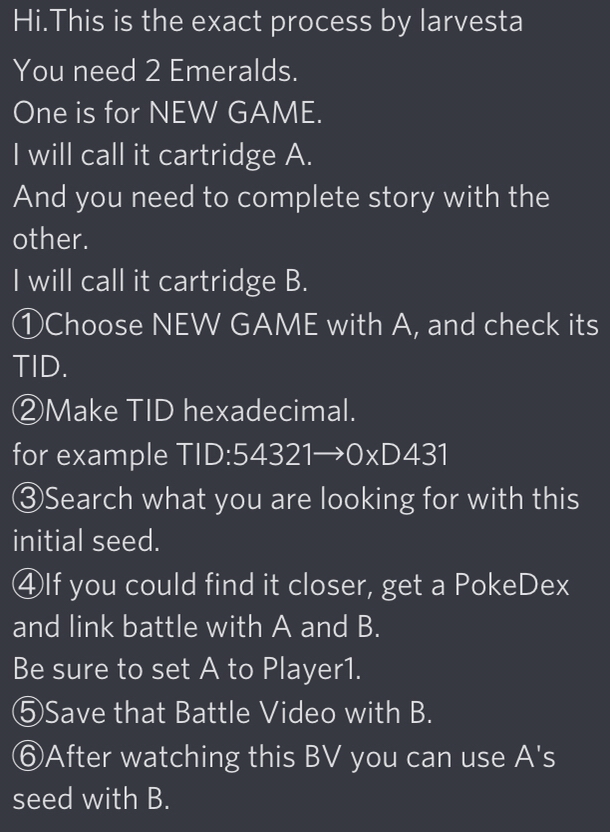 Hi.This is the exact process by larvesta
You need 2 Emeralds.
One is for NEW GAME.
I will call it cartridge A.
And you need to complete story with the
other.
I will call it cartridge B.
①Choose NEW GAME with A, and check its
TID.
②Make TID hexadecimal.
for example TID:54321→0xD431
③Search what you are looking for with this
initial seed.
④If you could find it closer, get a PokeDex
and link battle with A and B.
Be sure to set A to Player1.
⑤Save that Battle Video with B.
⑥After watching this BV you can use A's
seed with B.